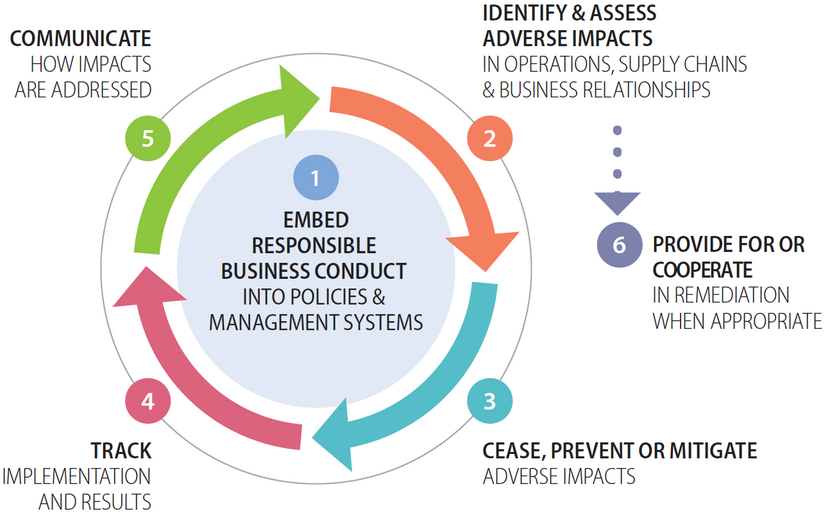 1
EMBED
RESPONSIBLE
BUSINESS CONDUCT
INTO POLICIES &
MANAGEMENT SYSTEMS
IDENTIFY & ASSESS
ADVERSE IMPACTS
IN OPERATIONS, SUPPLY CHAINS
& BUSINESS RELATIONSHIPS
2
3
CEASE, PREVENT OR MITIGATE
ADVERSE IMPACTS
4
TRACK
IMPLEMENTATION
AND RESULTS
COMMUNICATE
HOW IMPACTS
ARE ADDRESSED
5
6
PROVIDE FOR OR
COOPERATE
IN REMEDIATION
WHEN APPROPRIATE